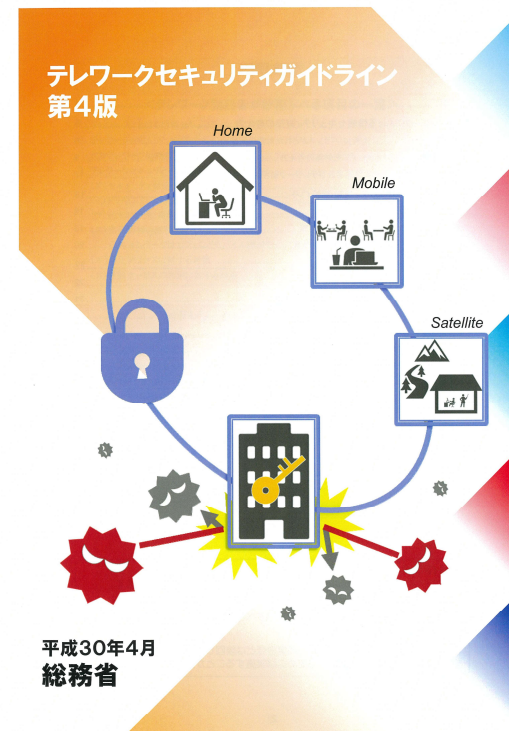 テレワークセキュリティガイドライン
第4版
Home
Mobile
Satellite
平成30年4月
総務省